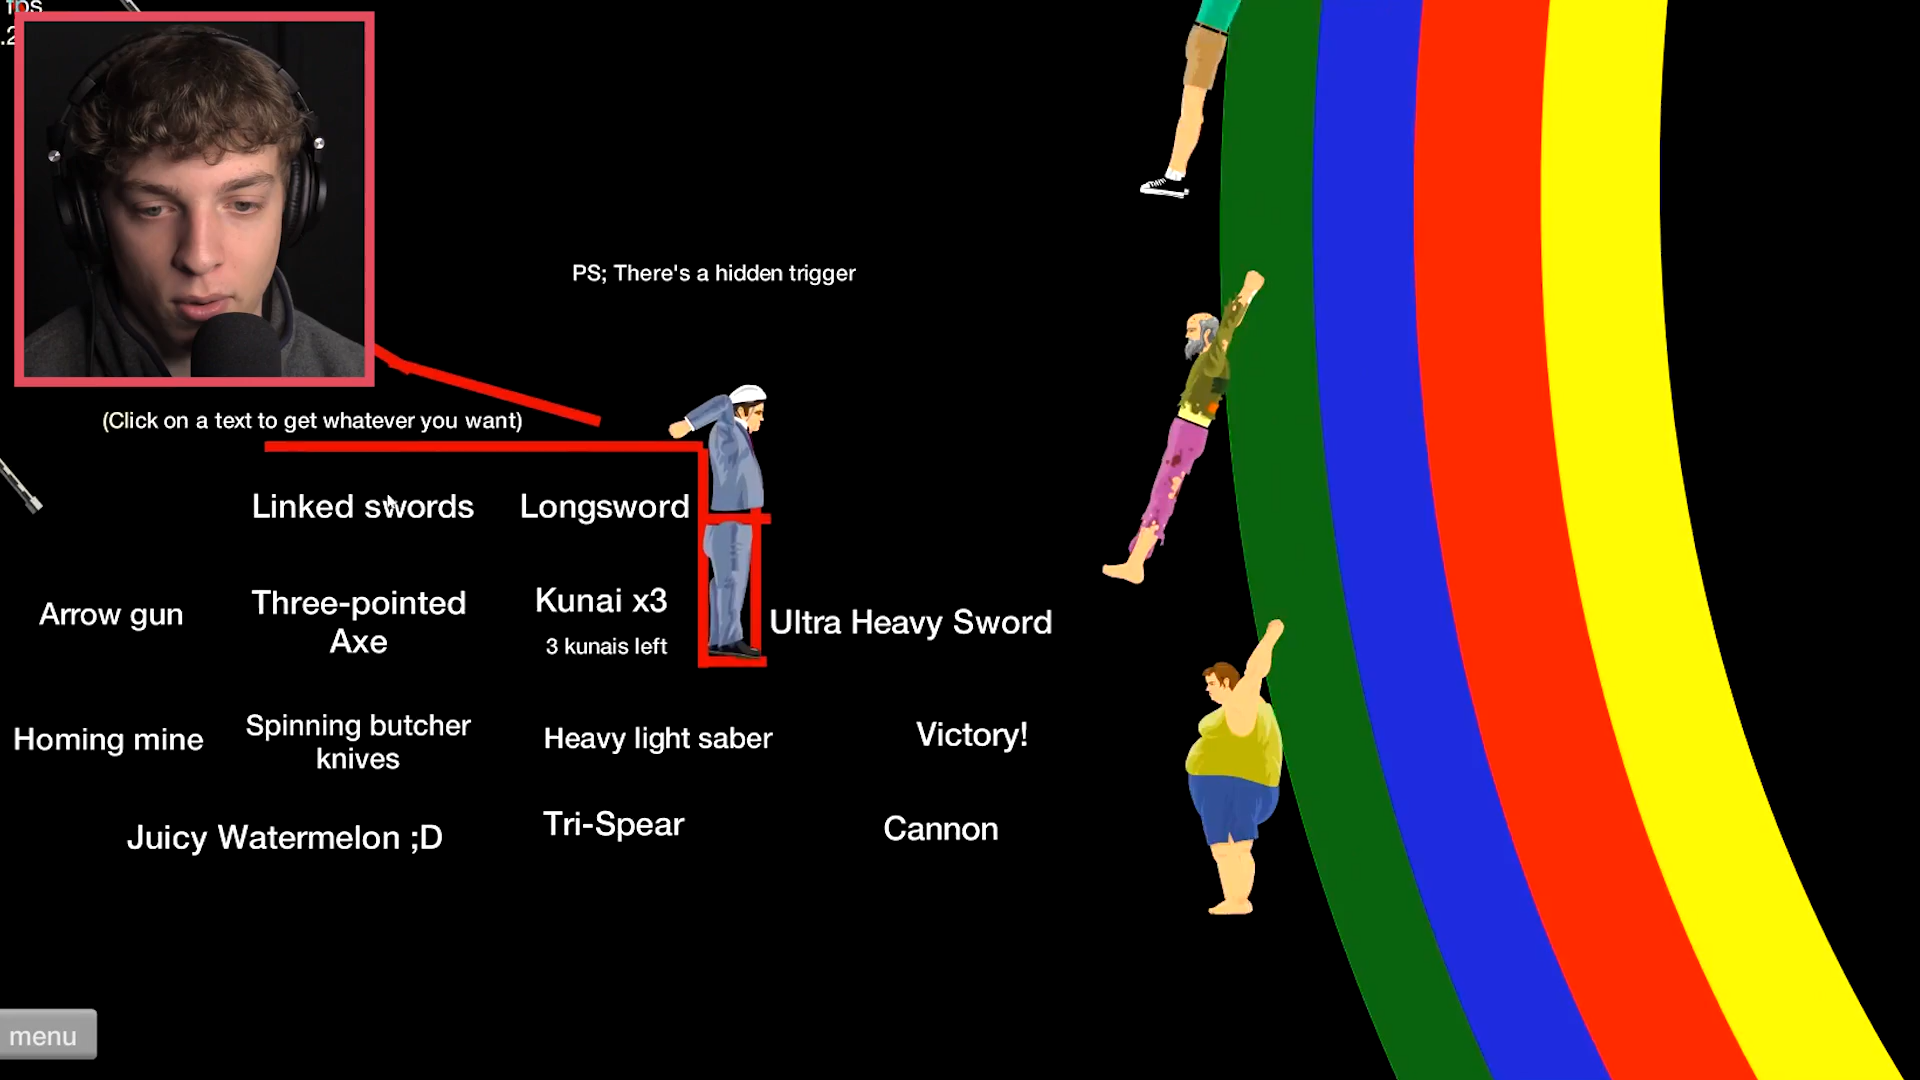 fps
PS; There's a hidden trigger
(Click on a text to get whatever you want)
Linked swords
Longsword
Arrow gun
Three-pointed
Axe
Kunai x3
3 kunais left
Ultra Heavy Sword
Homing mine
Spinning butcher
knives
Heavy light saber
Victory!
Juicy Watermelon ;D
Tri-Spear
Cannon
menu